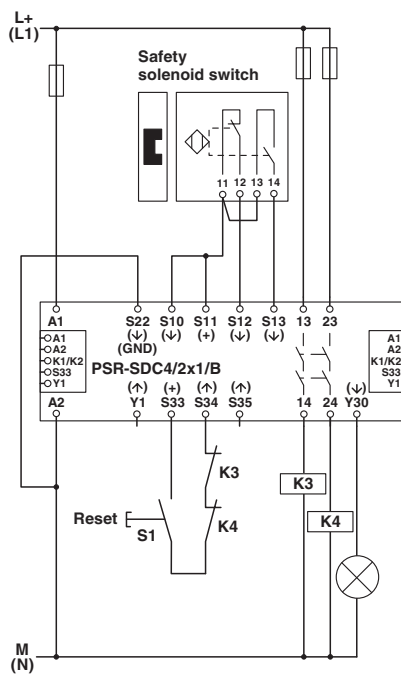 L+
(L1)
Safety
solenoid switch
11 12 13 14
A1 S22 S10 S11 S12 S13 13 23
(↓) (↓) (+) (↓) (↓)
(GND)
A1
A2
K1/K2
S33
Y1
A1
A2
K1/K2
S33
Y1
PSR-SDC4/2x1/B
(↑) (+) (↑) (↑) (↓)
A2 Y1 S33 S34 S35 14 24 Y30
K3
K4
Reset
S1
K3
K4
M
(N)